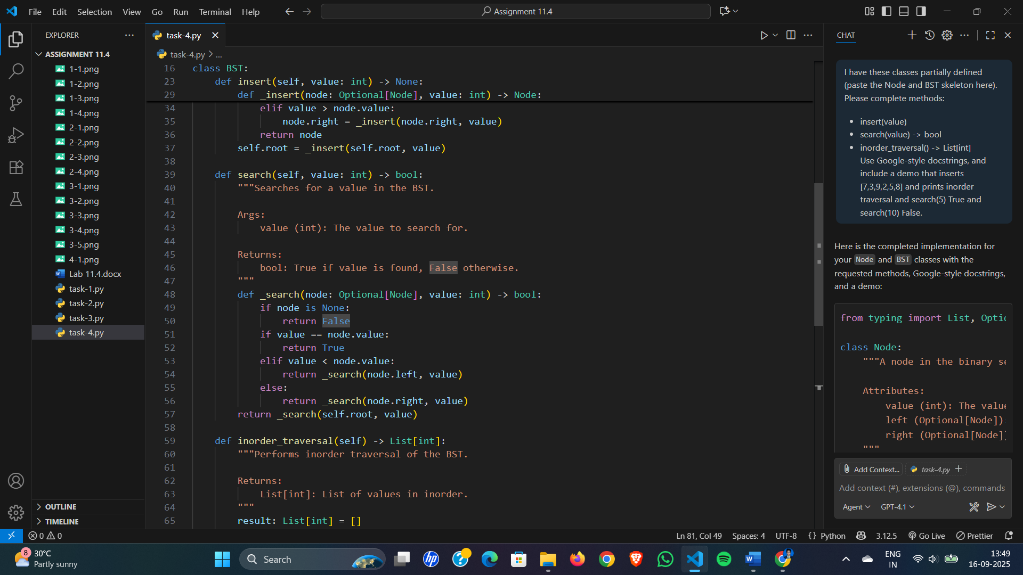 File Edit Selection View Go Run Terminal Help
Assignment 11.4
EXPLORER
ASSIGNMENT 11.4
1-1.png
1-2.png
1-3.png
1-4.png
2-1.png
2-2.png
2-3.png
2-4.png
3-1.png
3-2.png
3-3.png
3-4.png
3-5.png
4-1.png
Lab 11.4.docx
task-1.py
task-2.py
task-3.py
task-4.py
OUTLINE
TIMELINE
task-4.py
task-4.py > ...
16 class BST:
23 def insert(self, value: int) -> None:
29 def _insert(node: Optional[Node], value: int) -> Node:
34 elif value > node.value:
35 node.right = _insert(node.right, value)
36 return node
37 self.root = _insert(self.root, value)
38
39 def search(self, value: int) -> bool:
40 """Searches for a value in the BST.
41
42 Args:
43 value (int): The value to search for.
44
45 Returns:
46 bool: True if value is found, False otherwise.
47 """
48 def _search(node: Optional[Node], value: int) -> bool:
49 if node is None:
50 return False
51 if value == node.value:
52 return True
53 elif value < node.value:
54 return _search(node.left, value)
55 else:
56 return _search(node.right, value)
57 return _search(self.root, value)
58
59 def inorder_traversal(self) -> List[int]:
60 """Performs inorder traversal of the BST.
61
62 Returns:
63 List[int]: List of values in inorder.
64 """
65 result: List[int] = []
CHAT
I have these classes partially defined
(paste the Node and BST skeleton here).
Please complete methods:
• insert(value)
• search(value) -> bool
• inorder_traversal() -> List[int]
Use Google-style docstrings, and
include a demo that inserts
[7,3,9,2,5,8] and prints inorder
traversal and search(5) True and
search(10) False.
Here is the completed implementation for
your Node and BST classes with the
requested methods, Google-style docstrings,
and a demo:
from typing import List, Optio
class Node:
"""A node in the binary se
Attributes:
value (int): The value
left (Optional[Node])
right (Optional[Node]
"""
Add Context... task-4.py +
Add context (#), extensions (@), commands
Agent GPT-4.1
0 0
Ln 81, Col 49 Spaces: 4 UTF-8 {} Python 3.12.5 Go Live Prettier
8
30°C
Partly sunny
Search
ENG
IN
13:49
16-09-2025